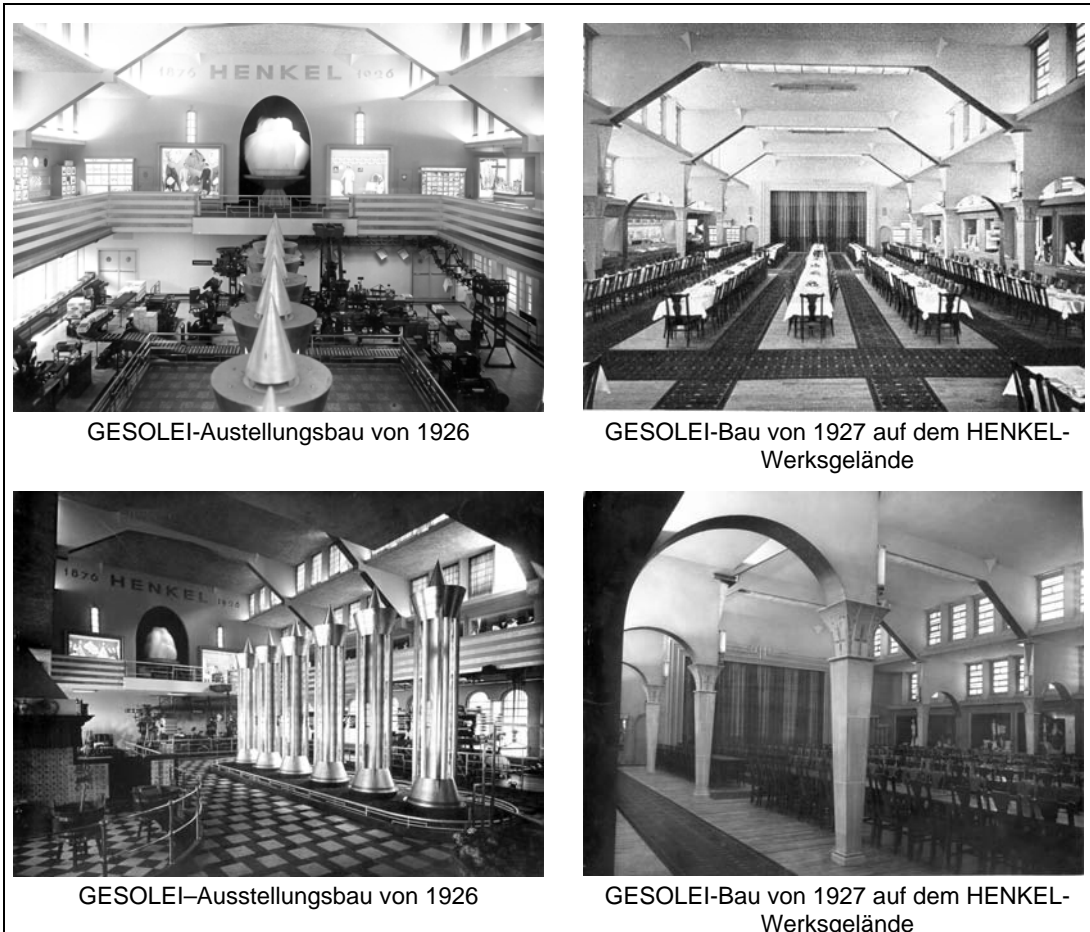 1876 HENKEL 1926
GESOLEI-Austellungsbau von 1926
GESOLEI-Bau von 1927 auf dem HENKEL-
Werksgelände
1876 HENKEL 1926
GESOLEI–Ausstellungsbau von 1926
GESOLEI-Bau von 1927 auf dem HENKEL-
Werksgelände